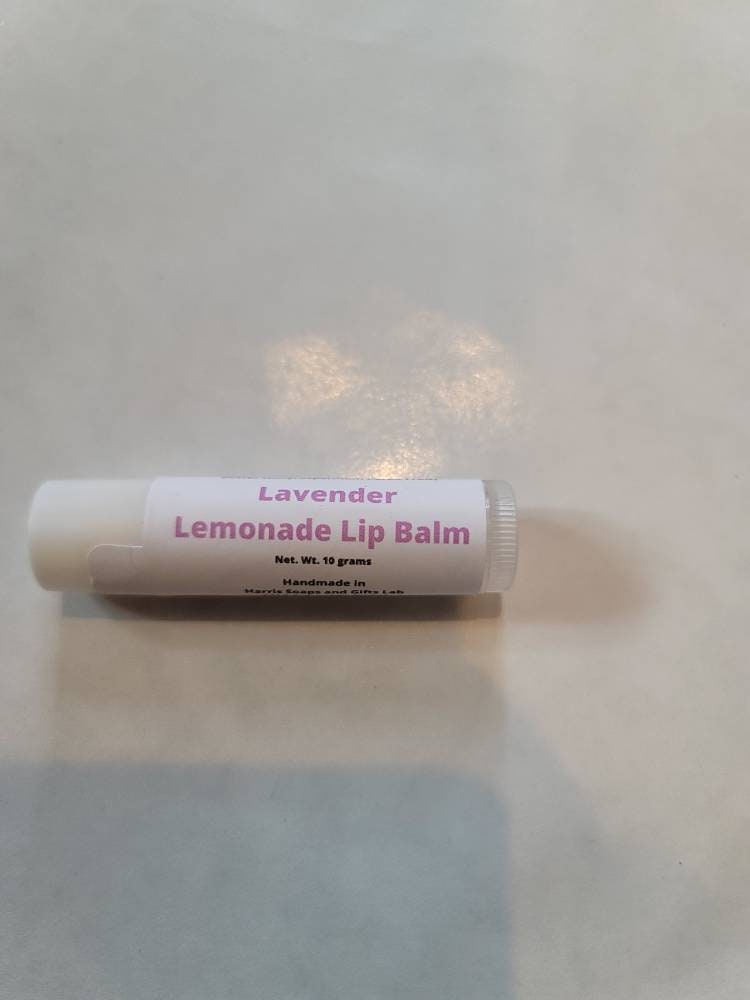 Lavender
Lemonade Lip Balm
Net. Wt. 10 grams
Handmade in
Harris Soaps and Gifts Lab